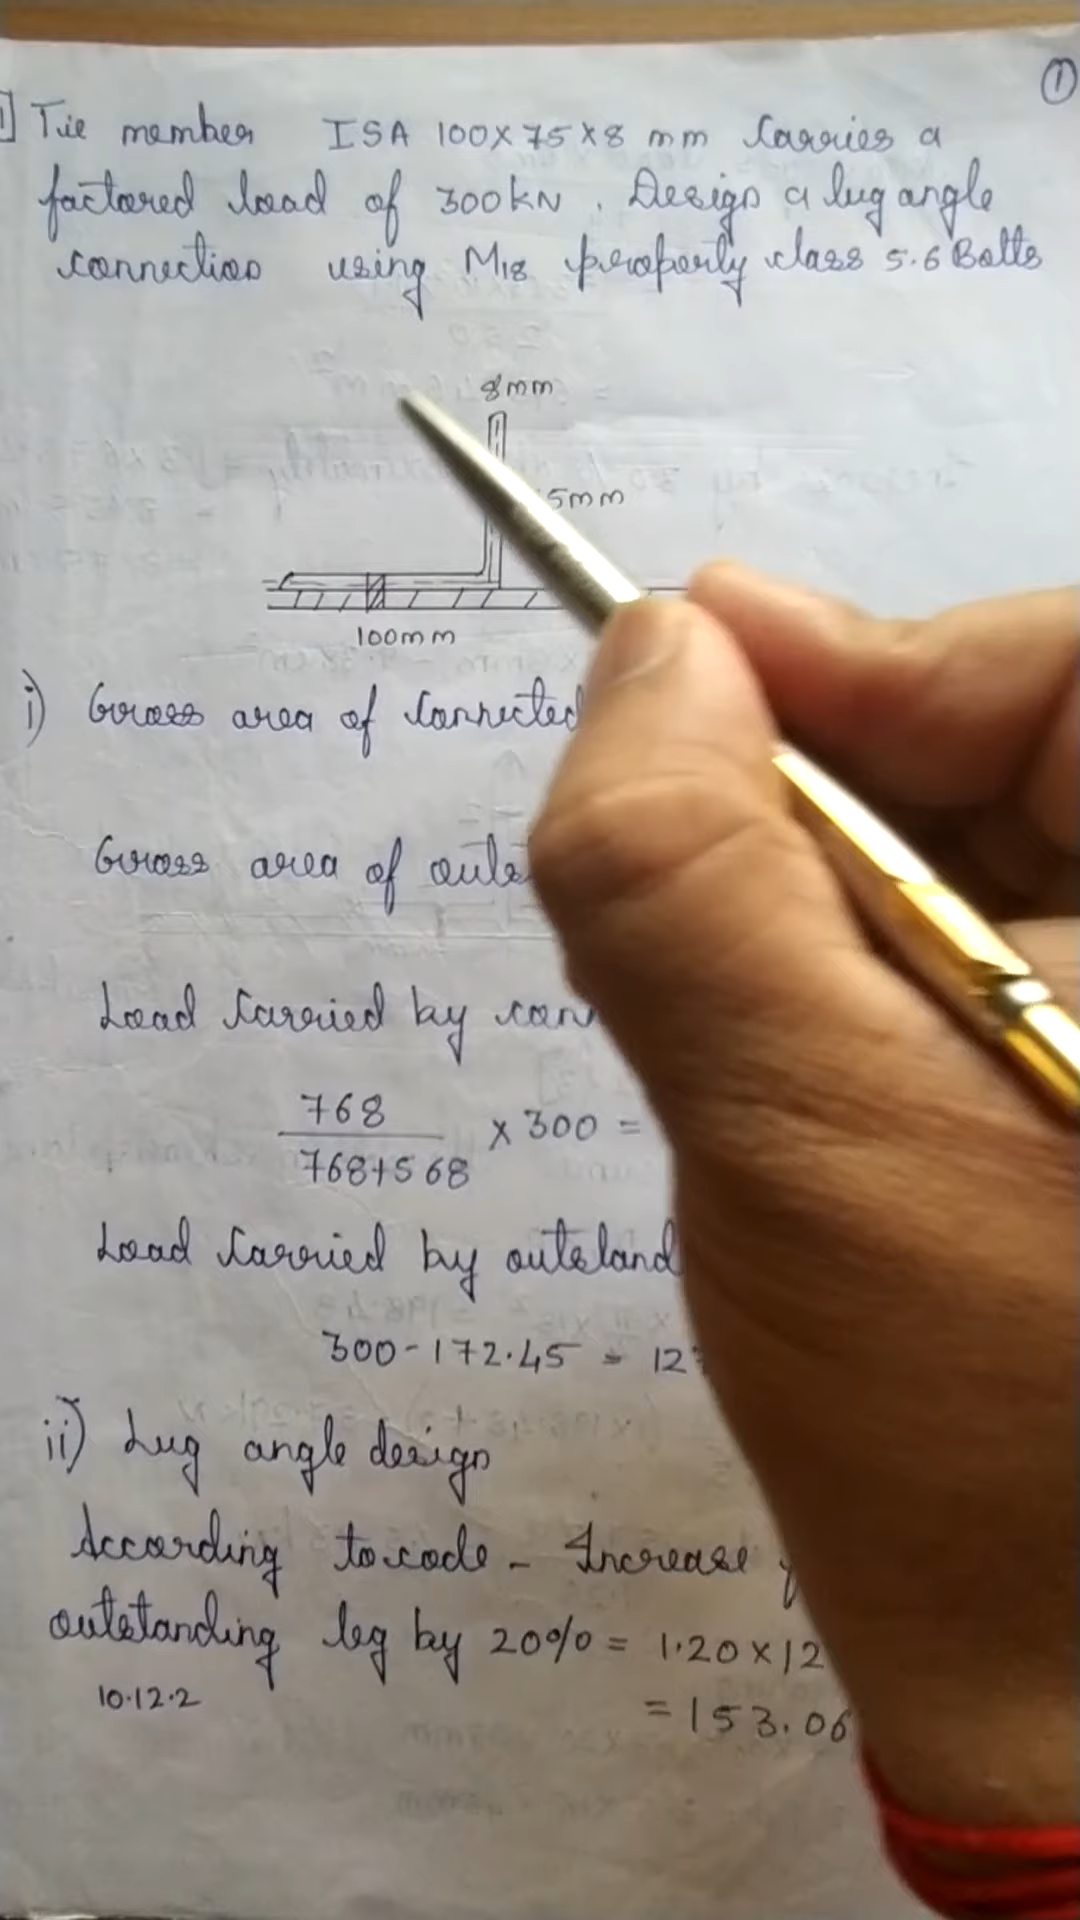 ①
1] Tie member ISA 100×75×8 mm carries a
factored load of 300kN. Design a lug angle
connection using M18 property class 5.6 Bolts
8mm
5mm
100mm
i) Gross area of connected
Gross area of
Load carried by
768
768+568
× 300 =
Load carried by outstand
300-172.45 = 12
ii) Lug angle design
According to code - Increase
outstanding leg by 20% = 1.20×12
10.12.2
= 153.06